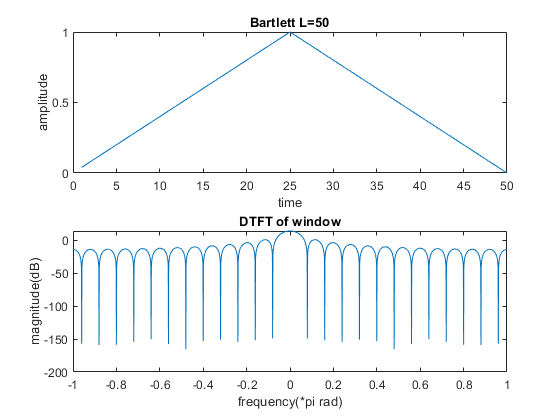 Bartlett L=50
1
0.5
0
amplitude
0 5 10 15 20 25 30 35 40 45 50
time
DTFT of window
0
-50
-100
-150
-200
magnitude(dB)
-1 -0.8 -0.6 -0.4 -0.2 0 0.2 0.4 0.6 0.8 1
frequency(*pi rad)